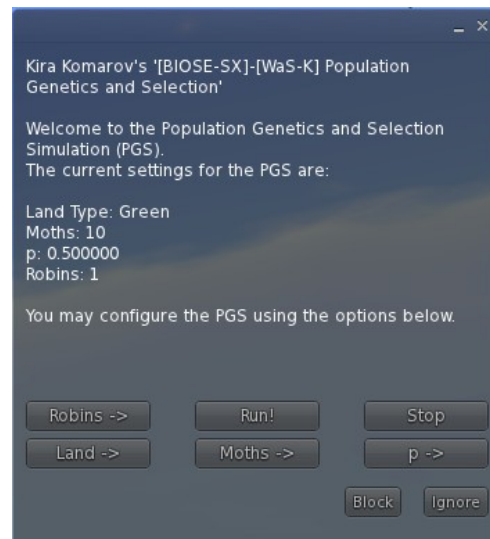 Kira Komarov's '[BIOSE-SX]-[WaS-K] Population
Genetics and Selection'
Welcome to the Population Genetics and Selection
Simulation (PGS).
The current settings for the PGS are:
Land Type: Green
Moths: 10
p: 0.500000
Robins: 1
You may configure the PGS using the options below.
Robins -> Run! Stop
Land -> Moths -> p ->
Block Ignore